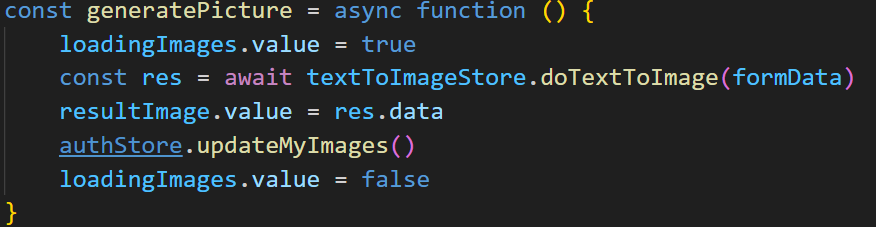 const generatePicture = async function () {
    loadingImages.value = true
    const res = await textToImageStore.doTextToImage(formData)
    resultImage.value = res.data
    authStore.updateMyImages()
    loadingImages.value = false
}